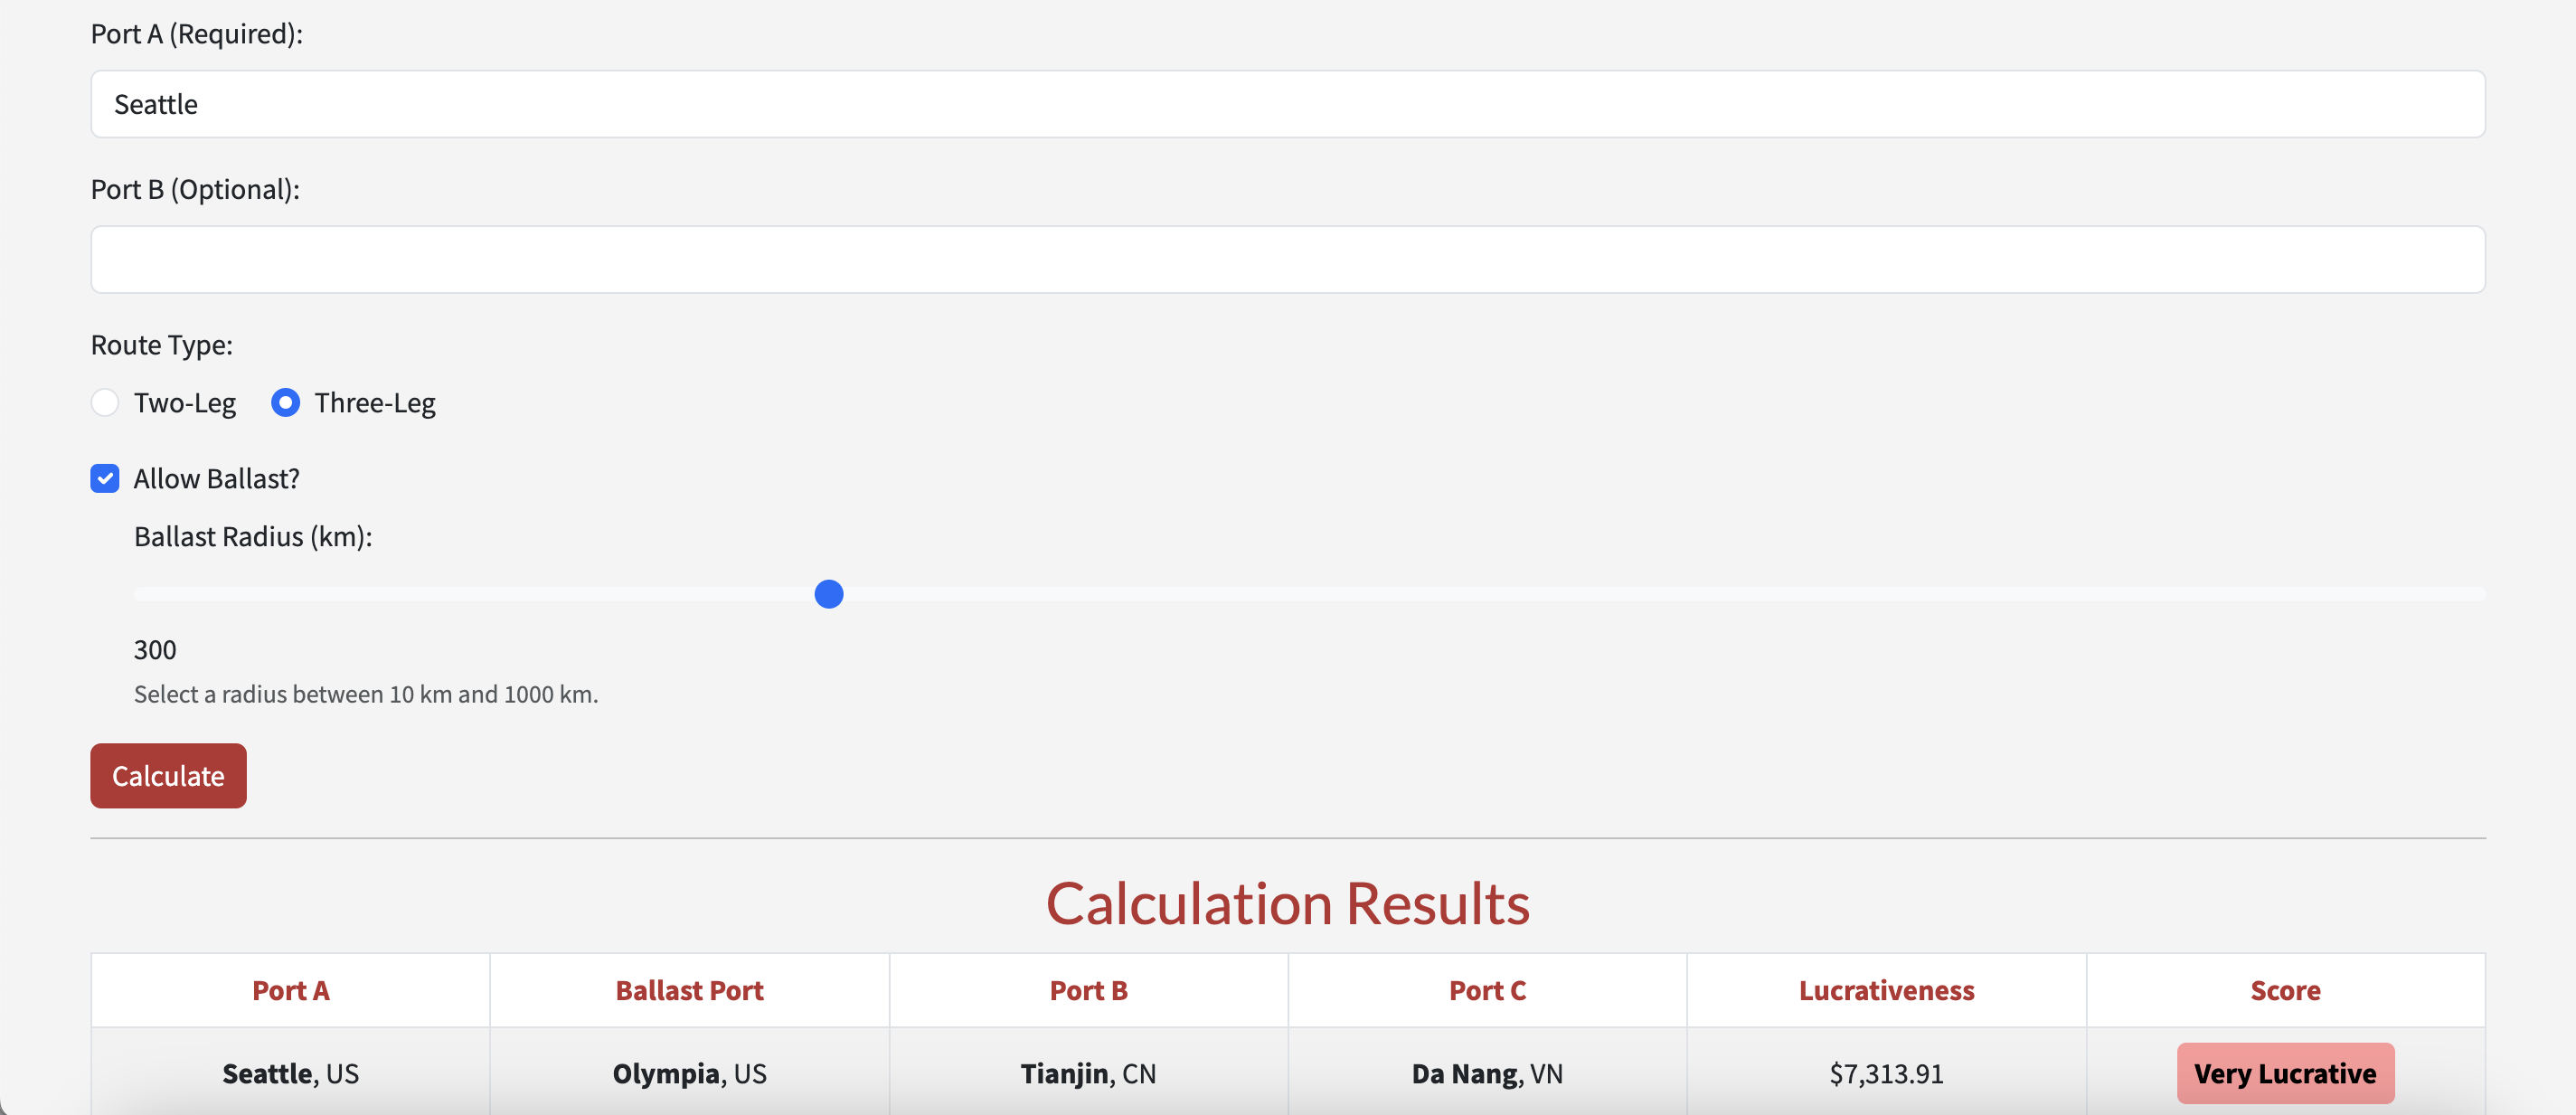 Port A (Required):
Seattle
Port B (Optional):
Route Type:
Two-Leg Three-Leg
Allow Ballast?
Ballast Radius (km):
300
Select a radius between 10 km and 1000 km.
Calculate
Calculation Results
Port A Ballast Port Port B Port C Lucrativeness Score
Seattle, US Olympia, US Tianjin, CN Da Nang, VN $7,313.91 Very Lucrative